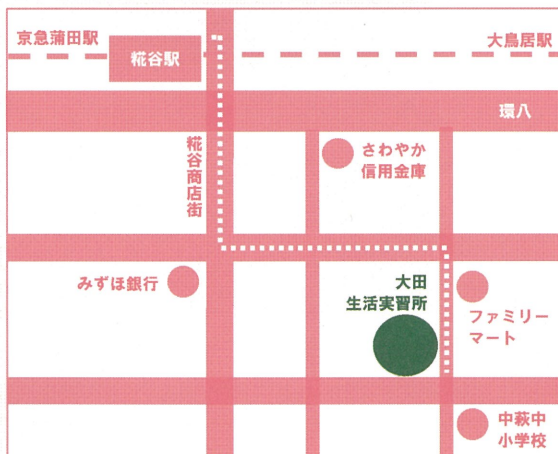 京急蒲田駅
糀谷駅
大鳥居駅
環八
糀谷商店街
さわやか
信用金庫
みずほ銀行
大田
生活実習所
ファミリー
マート
中萩中
小学校